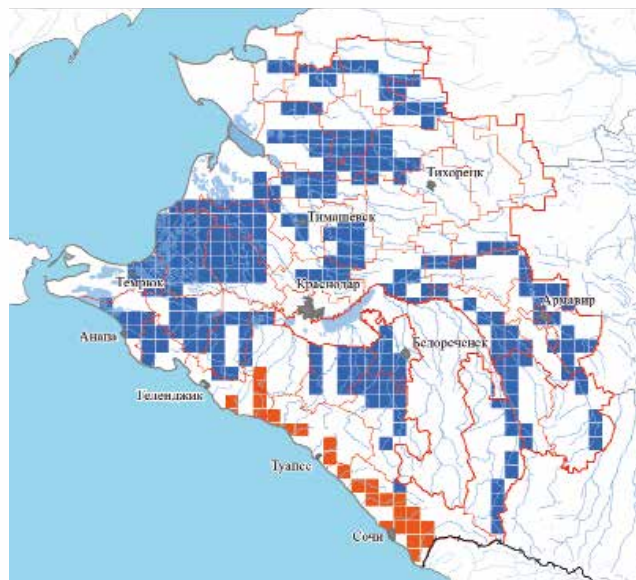 Тихорецк
Тимашевск
Темрюк
Краснодар
Армавир
Анапа
Белореченск
Геленджик
Туапсе
Сочи